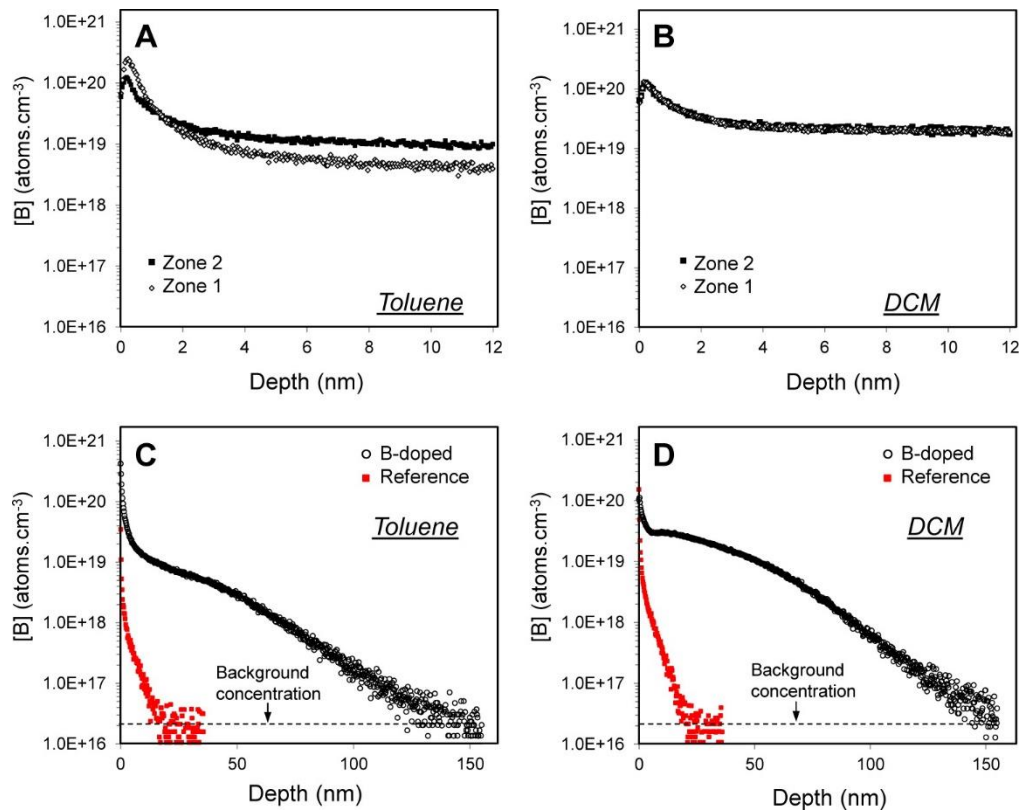 A
[B] (atoms.cm⁻³)
1.0E+21
1.0E+20
1.0E+19
1.0E+18
1.0E+17
1.0E+16
Zone 2
Zone 1
Toluene
0 2 4 6 8 10 12
Depth (nm)
B
[B] (atoms.cm⁻³)
1.0E+21
1.0E+20
1.0E+19
1.0E+18
1.0E+17
1.0E+16
Zone 2
Zone 1
DCM
0 2 4 6 8 10 12
Depth (nm)
C
[B] (atoms.cm⁻³)
1.0E+21
1.0E+20
1.0E+19
1.0E+18
1.0E+17
1.0E+16
B-doped
Reference
Toluene
Background
concentration
0 50 100 150
Depth (nm)
D
[B] (atoms.cm⁻³)
1.0E+21
1.0E+20
1.0E+19
1.0E+18
1.0E+17
1.0E+16
B-doped
Reference
DCM
Background
concentration
0 50 100 150
Depth (nm)